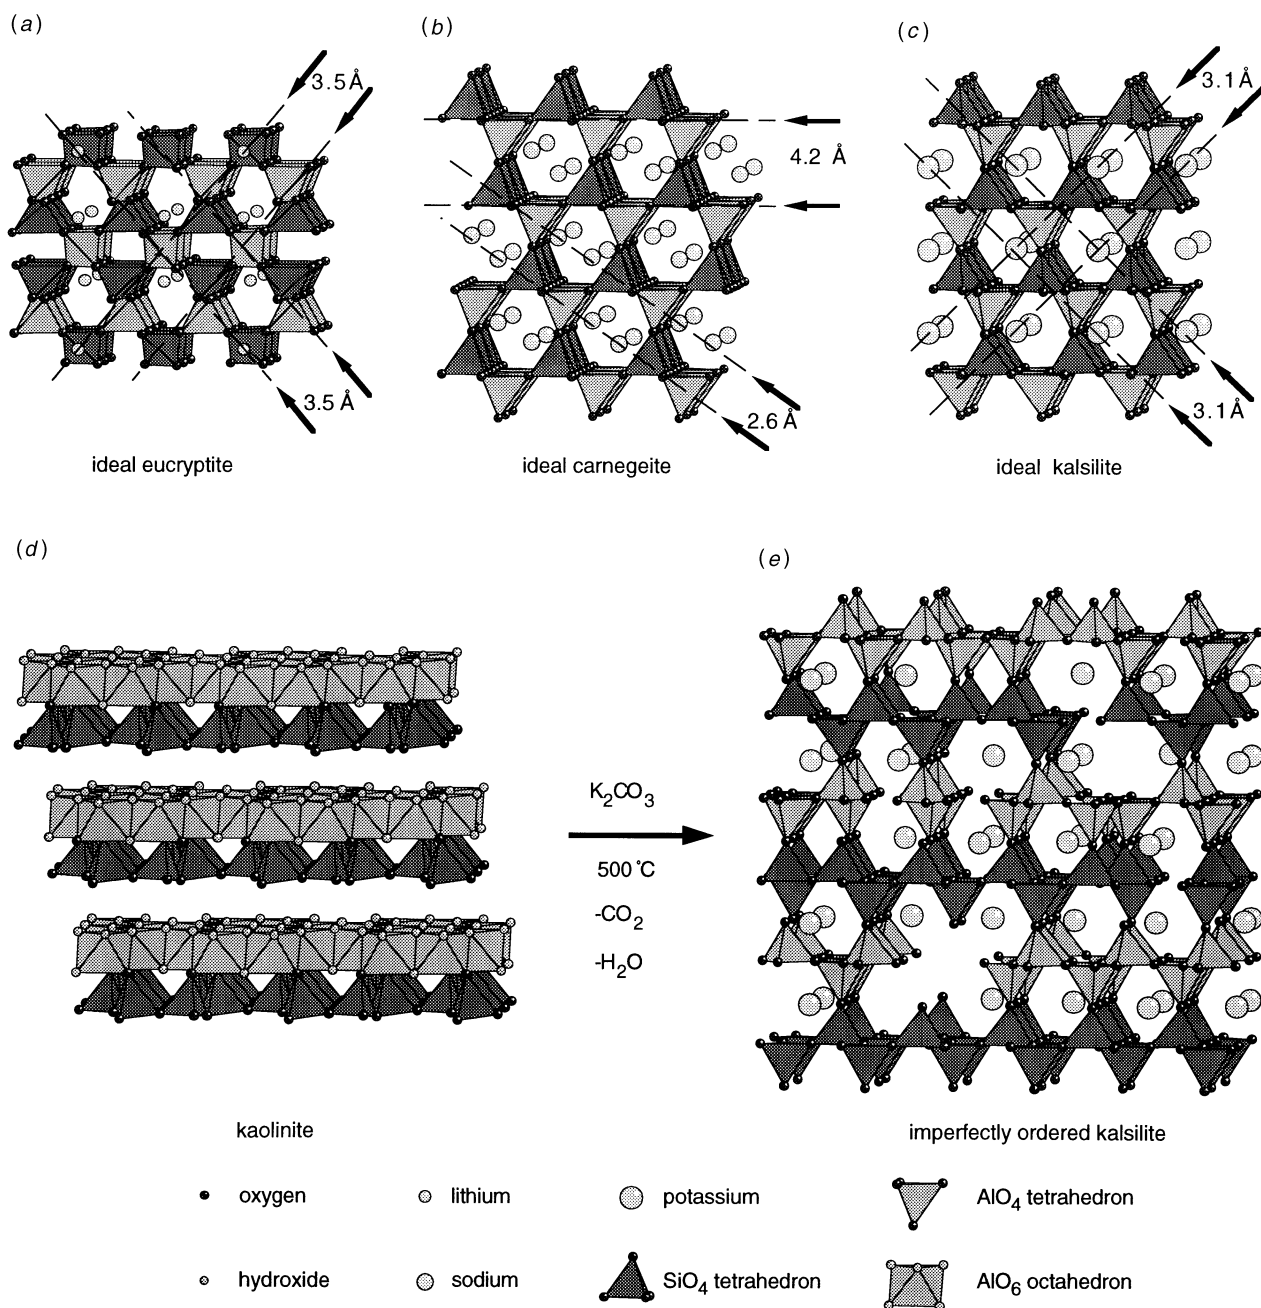 (a)
(b)
(c)
3.5 Å
3.1 Å
4.2 Å
3.5 Å
2.6 Å
3.1 Å
ideal eucryptite
ideal carnegeite
ideal kalsilite
(d)
(e)
K2CO3
500 °C
-CO2
-H2O
kaolinite
imperfectly ordered kalsilite
oxygen
lithium
potassium
AlO4 tetrahedron
hydroxide
sodium
SiO4 tetrahedron
AlO6 octahedron